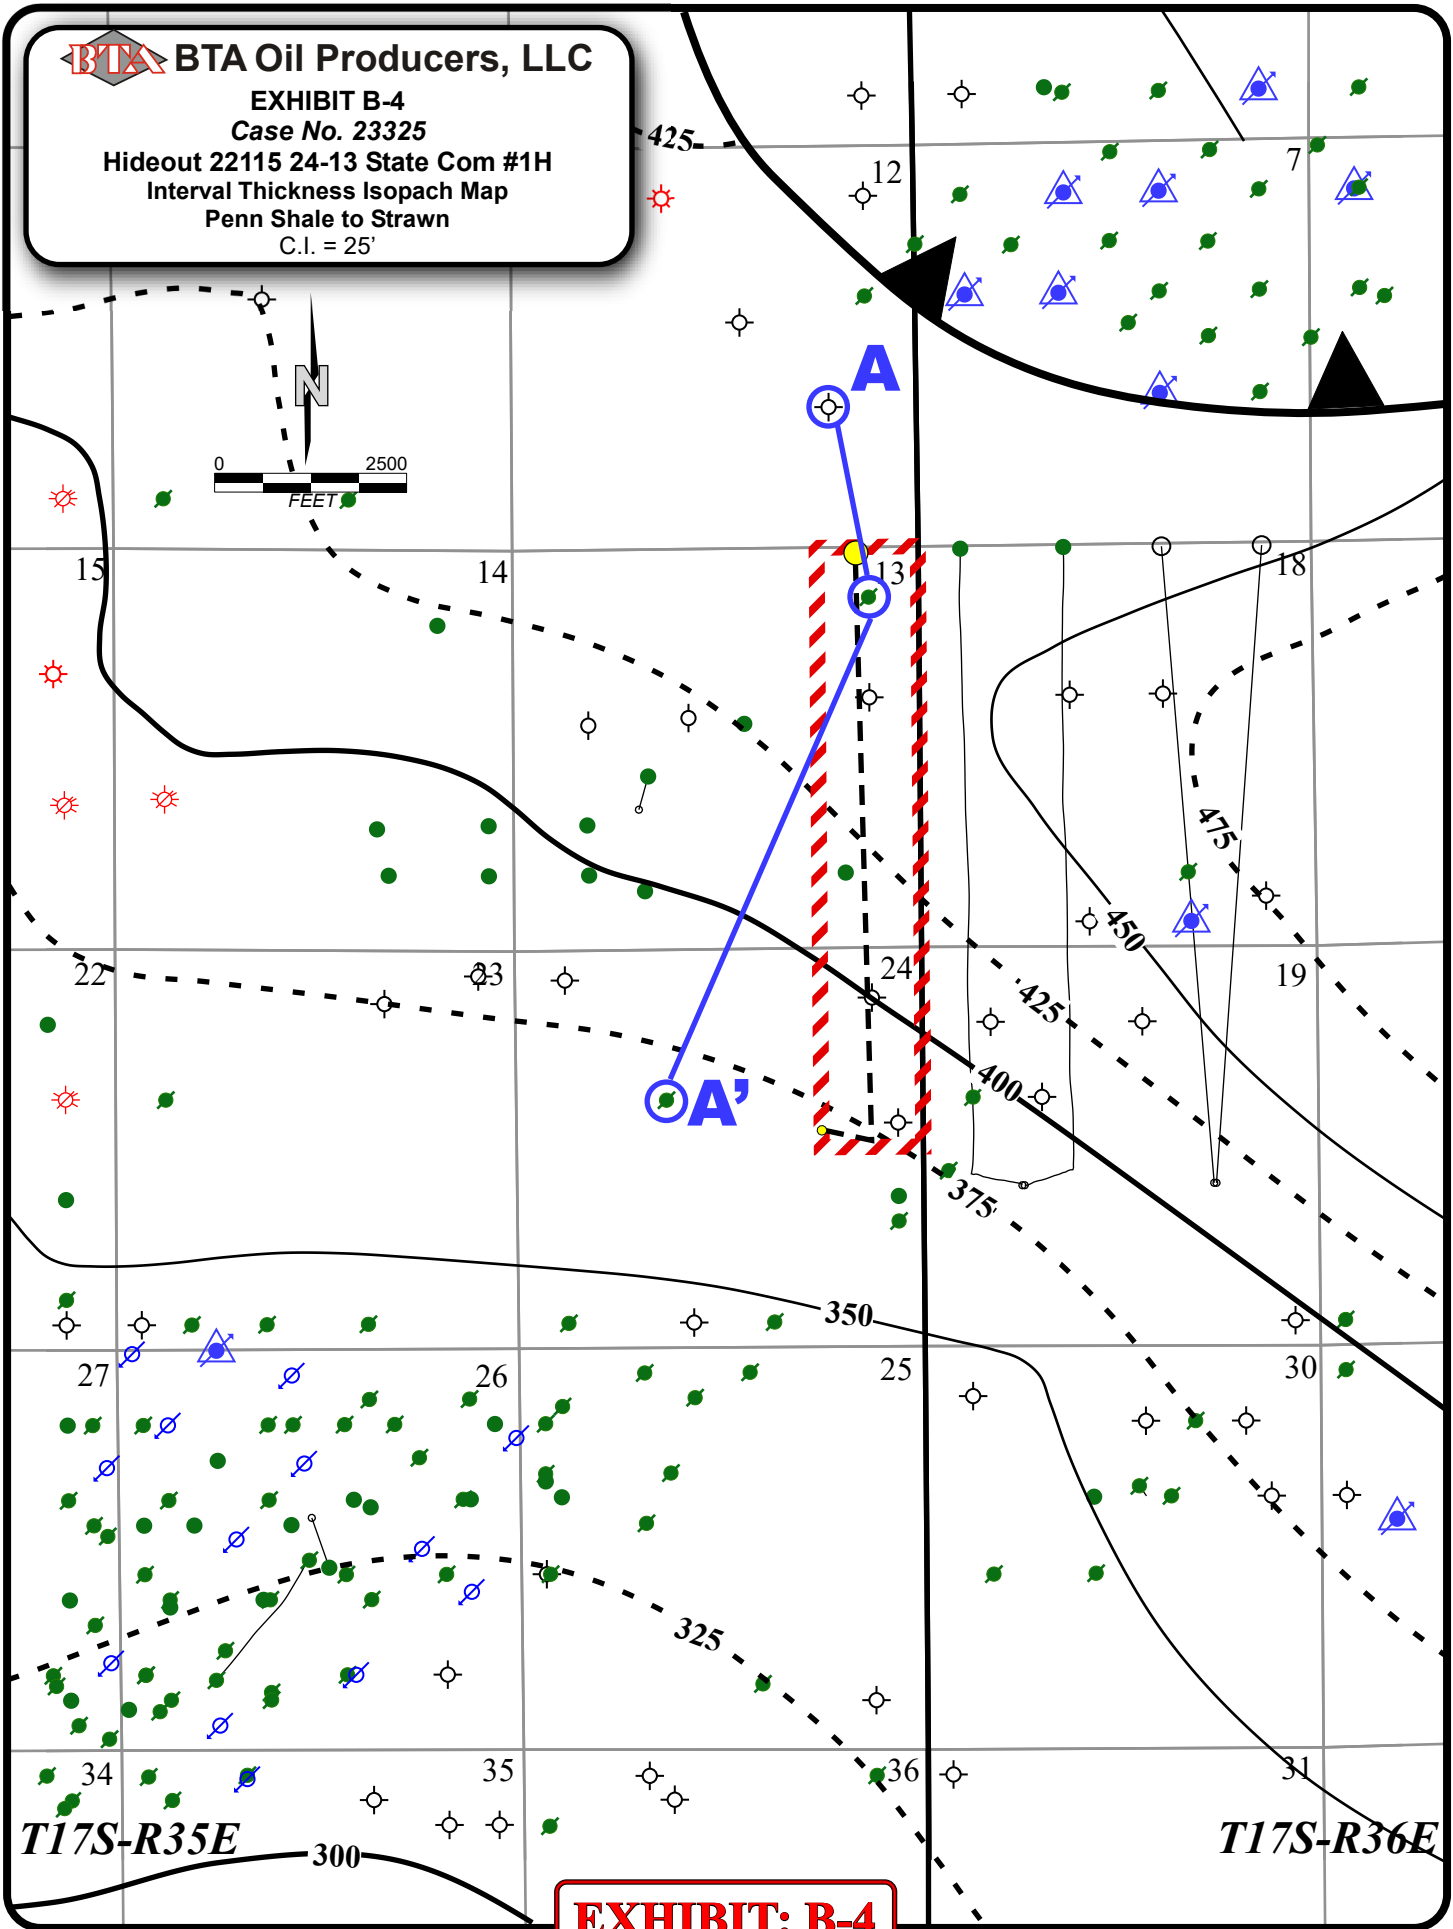 BTA BTA Oil Producers, LLC
EXHIBIT B-4
Case No. 23325
Hideout 22115 24-13 State Com #1H
Interval Thickness Isopach Map
Penn Shale to Strawn
C.I. = 25'
425
12
7
A
N
0 2500
FEET
15
14
13
18
475
450
22
23
24
19
425
400
A'
375
350
27
26
25
30
325
34
35
36
31
T17S-R35E
T17S-R36E
300
EXHIBIT: B-4